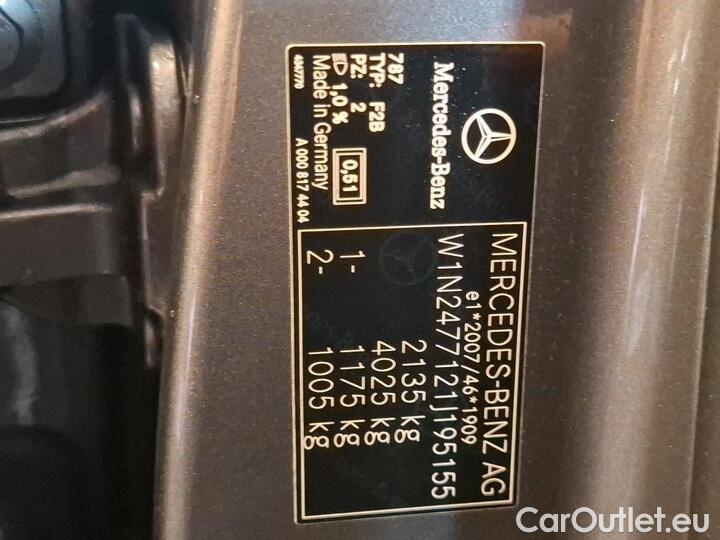 Mercedes-Benz
787
TYP: F2B
PZ: 2
1,0 % 0,51
Made in Germany
4947770
A 000 817 44 04
MERCEDES-BENZ AG
e1*2007/46*1909
W1N2477121J195155
2135 kg
4025 kg
1- 1175 kg
2- 1005 kg
CarOutlet.eu